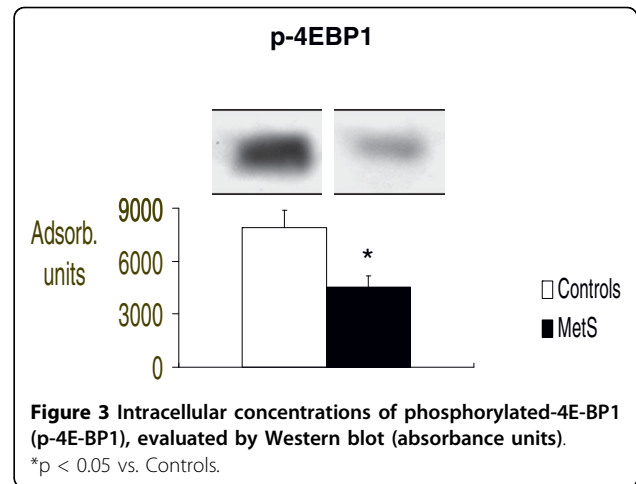 p-4EBP1
9000
Adsorb.
units
6000
*
3000
0
Controls
MetS
Figure 3 Intracellular concentrations of phosphorylated-4E-BP1
(p-4E-BP1), evaluated by Western blot (absorbance units).
*p < 0.05 vs. Controls.